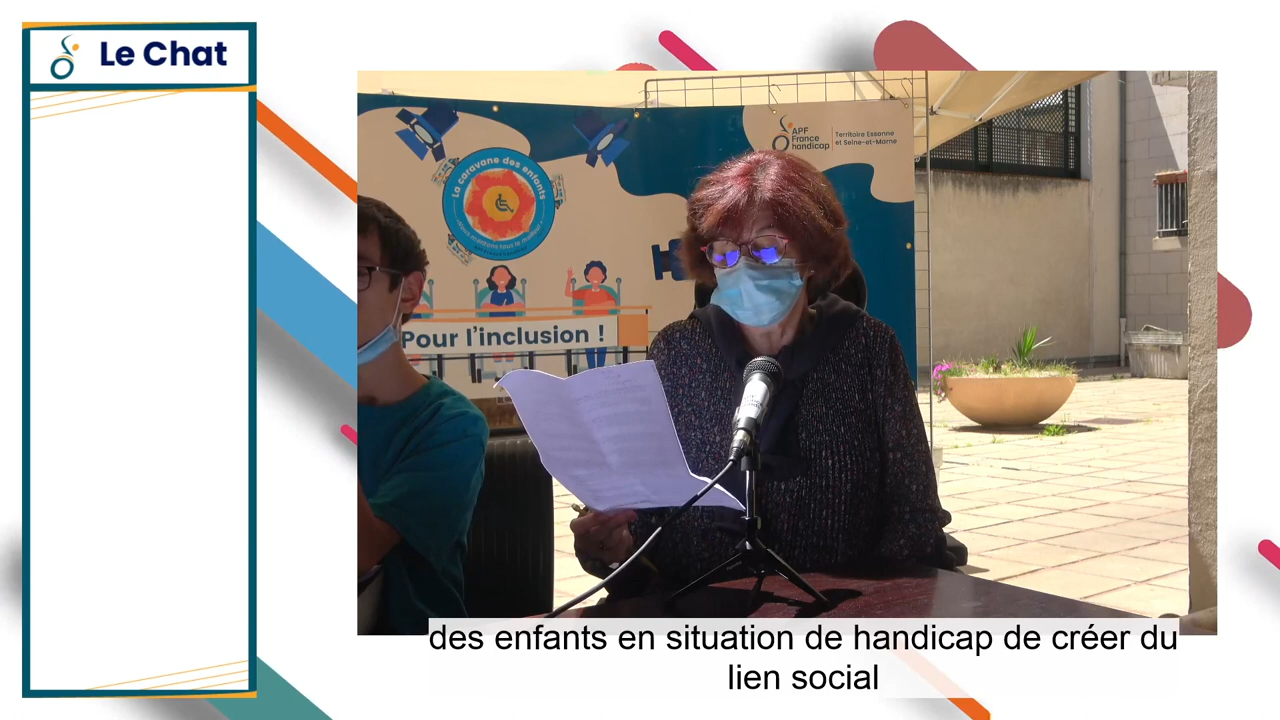 Le Chat
APF
France
handicap
Territoire Essonne
et Seine-et-Marne
La caravane des enfants
Pour l'inclusion !
des enfants en situation de handicap de créer du
lien social